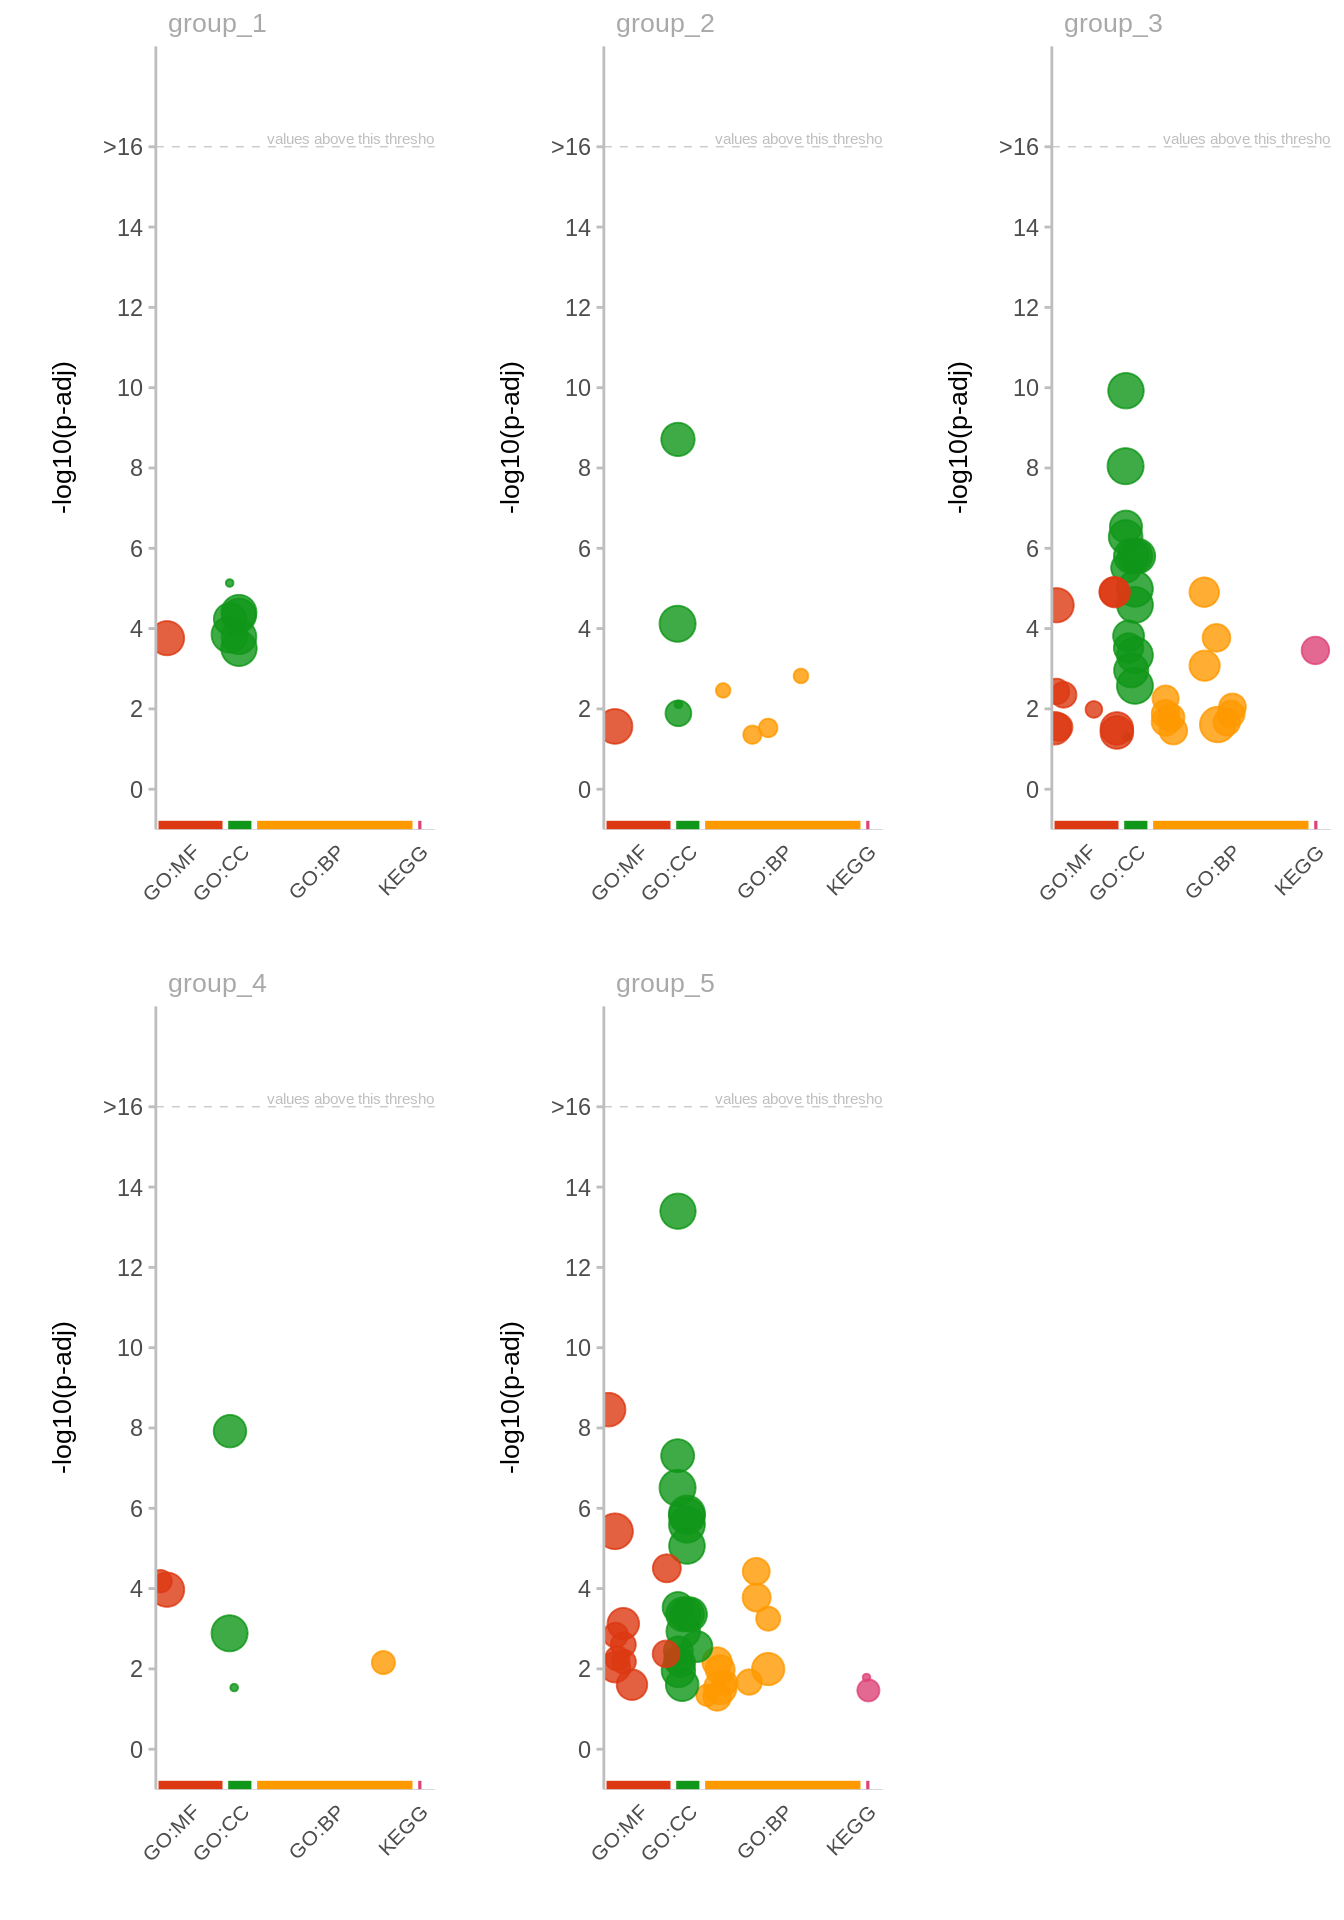 group_1
values above this thresho
>16
14
12
10
8
6
4
2
0
-log10(p-adj)
GO:MF
GO:CC
GO:BP
KEGG
group_2
values above this thresho
>16
14
12
10
8
6
4
2
0
-log10(p-adj)
GO:MF
GO:CC
GO:BP
KEGG
group_3
values above this thresho
>16
14
12
10
8
6
4
2
0
-log10(p-adj)
GO:MF
GO:CC
GO:BP
KEGG
group_4
values above this thresho
>16
14
12
10
8
6
4
2
0
-log10(p-adj)
GO:MF
GO:CC
GO:BP
KEGG
group_5
values above this thresho
>16
14
12
10
8
6
4
2
0
-log10(p-adj)
GO:MF
GO:CC
GO:BP
KEGG